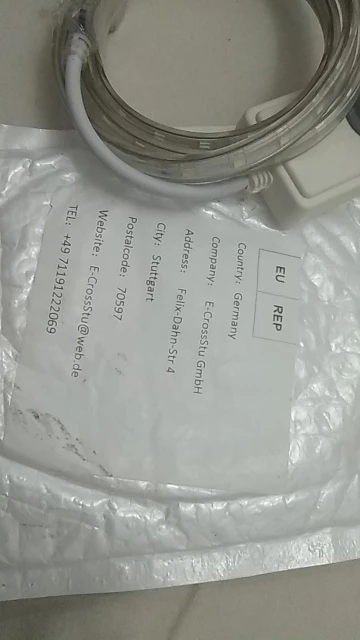 EU REP
Country: Germany
Company: E-CrossStu GmbH
Address: Felix-Dahn-Str 4
City: Stuttgart
Postalcode: 70597
Website: E-CrossStu@web.de
TEL: +49 71191222069